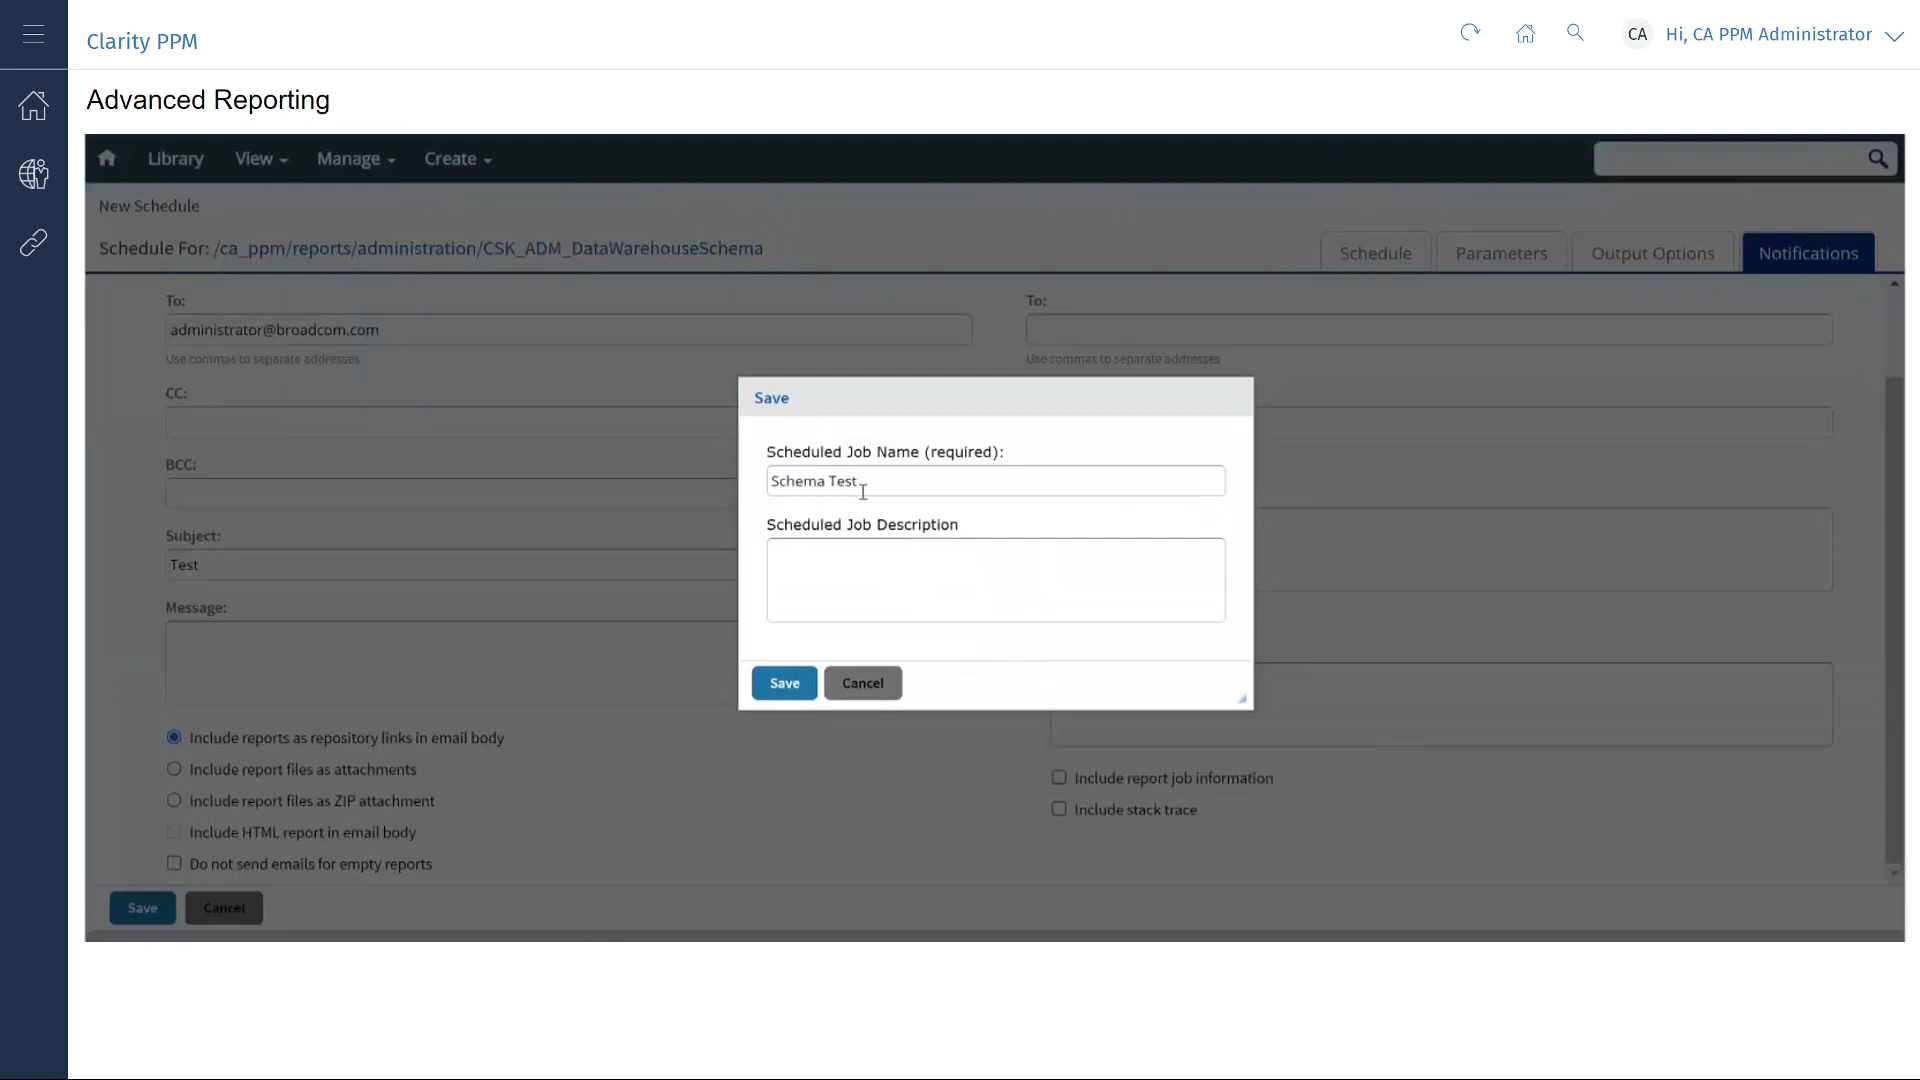 Clarity PPM
CA Hi, CA PPM Administrator
Advanced Reporting
Library View Manage Create
New Schedule
Schedule For: /ca_ppm/reports/administration/CSK_ADM_DataWarehouseSchema
Schedule Parameters Output Options Notifications
To: To:
administrator@broadcom.com
Use commas to separate addresses Use commas to separate addresses
CC:
BCC:
Subject:
Test
Message:
Save
Scheduled Job Name (required):
Schema Test
Scheduled Job Description
Save Cancel
Include reports as repository links in email body
Include report files as attachments
Include report files as ZIP attachment
Include HTML report in email body
Do not send emails for empty reports
Include report job information
Include stack trace
Save Cancel